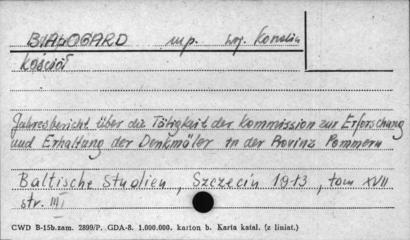 BIAŁOGARD mp. woj. Koszalin
Kościół
Jahresbericht über die Tätigkeit der Kommission zur Erforschung
und Erhaltung der Denkmäler in der Provinz Pommern
Baltische Studien, Szczecin 1913, tom XVII
str. III
CWD B-15b.zam. 2899/P. GDA-8. 1.000.000. karton b. Karta katal. (z liniat.)